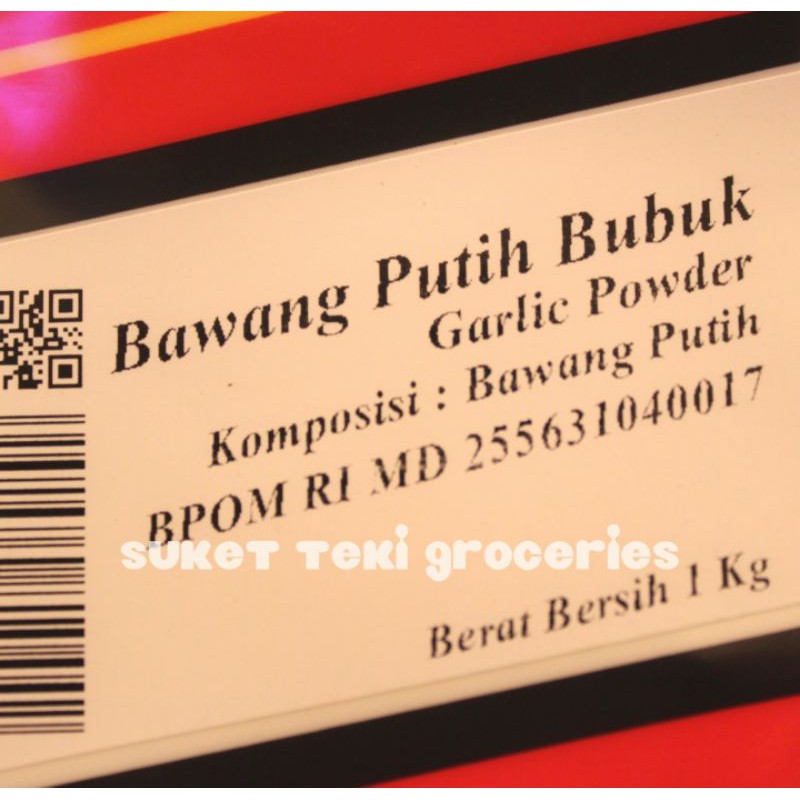 Bawang Putih Bubuk
Garlic Powder
Komposisi : Bawang Putih
BPOM RI MD 255631040017
SUKET TEKI groceries
Berat Bersih 1 Kg